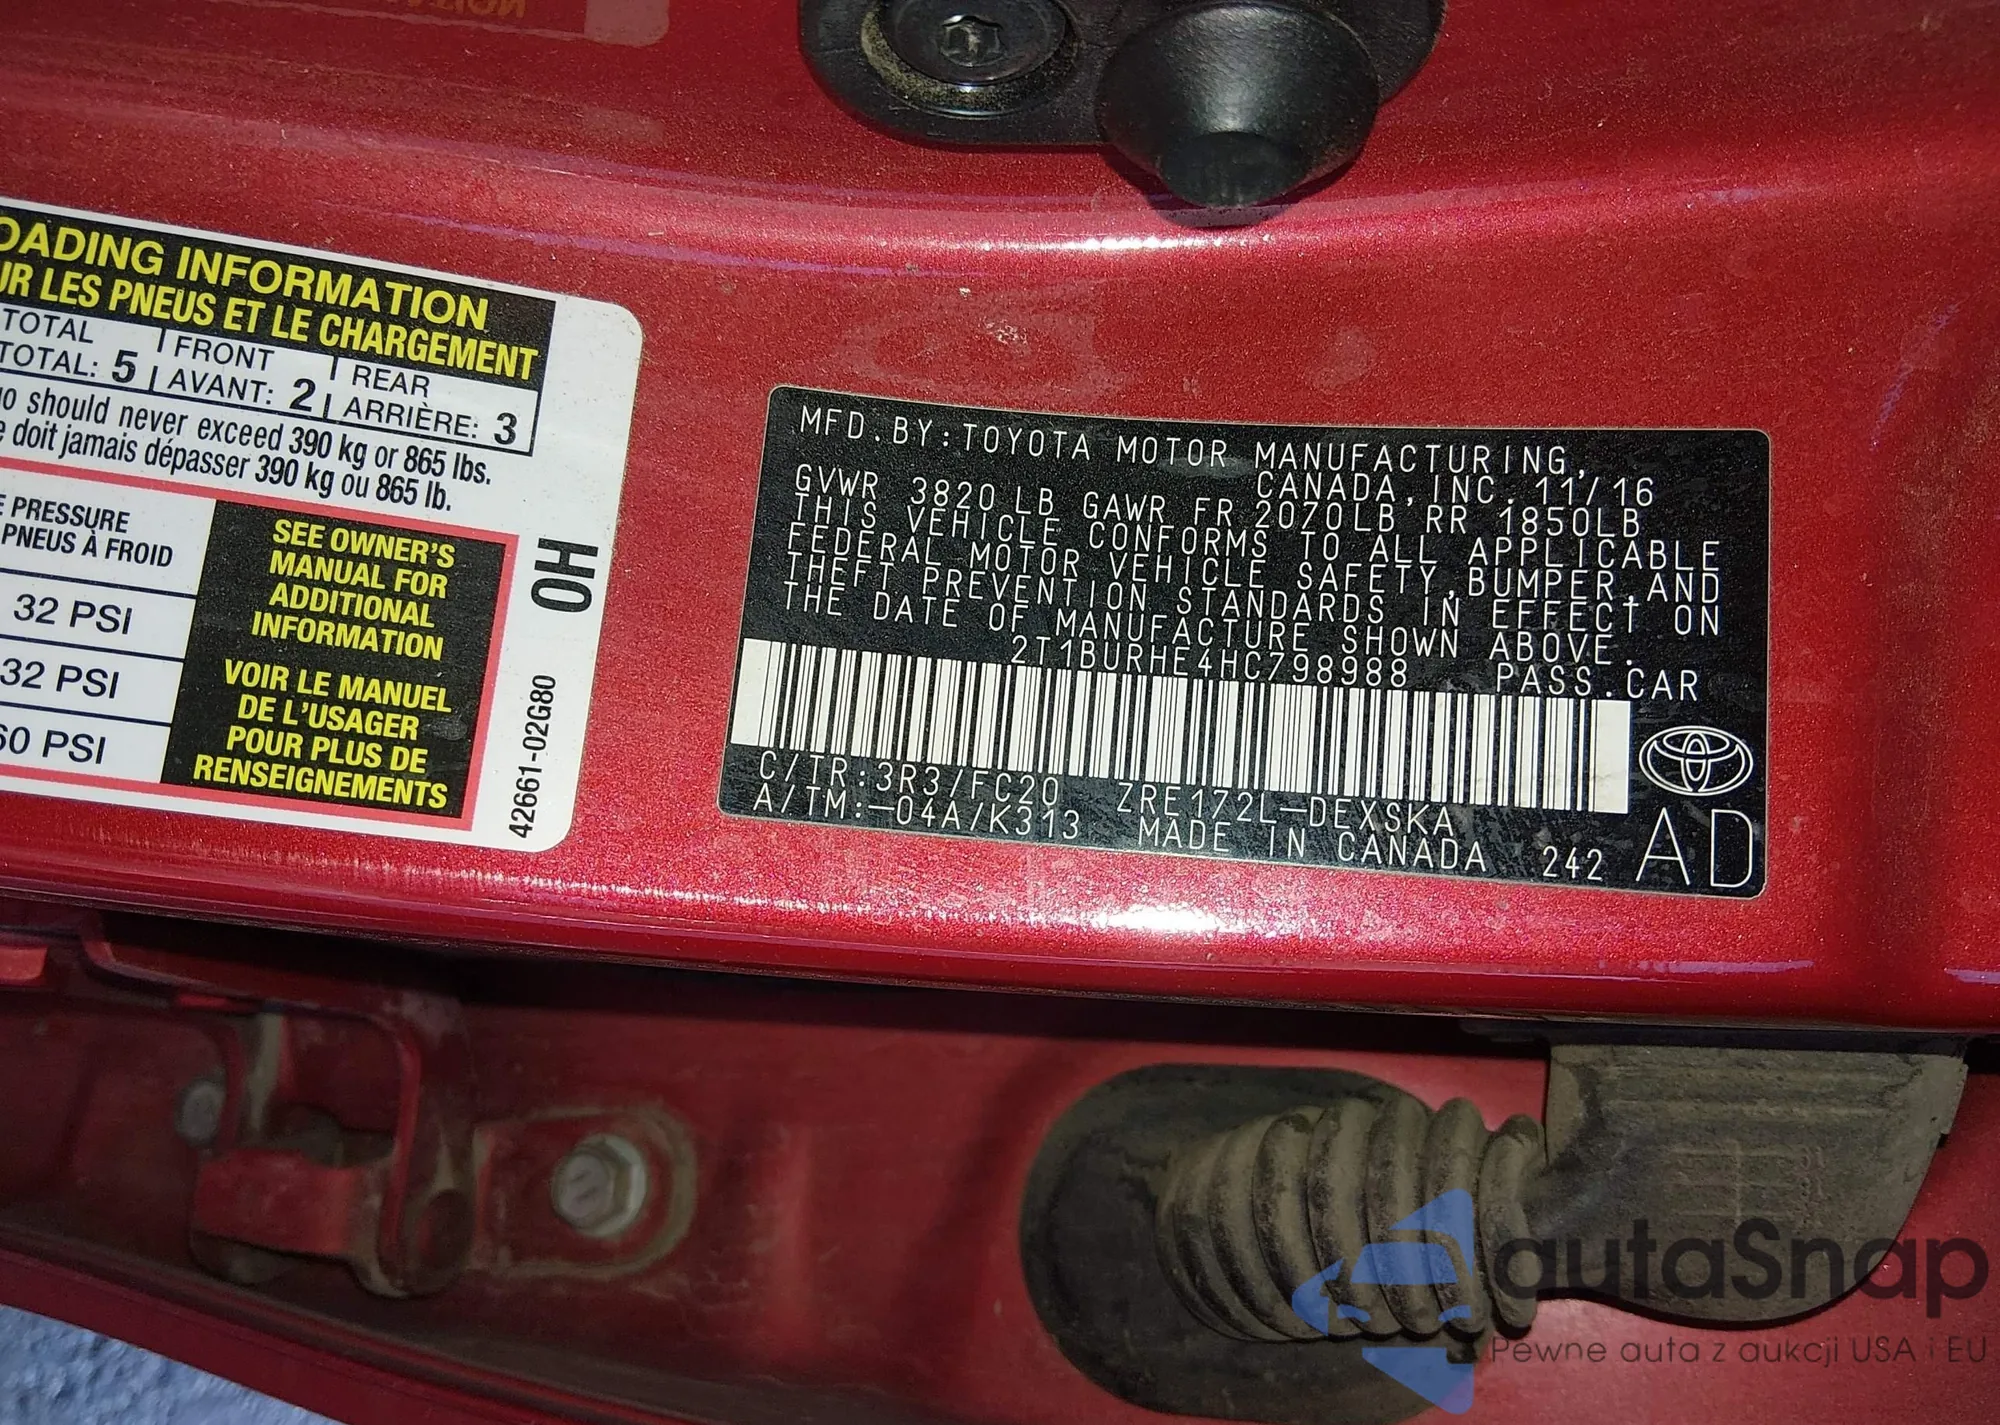 OADING INFORMATION
UR LES PNEUS ET LE CHARGEMENT
TOTAL FRONT REAR
TOTAL: 5 AVANT: 2 ARRIÈRE: 3
should never exceed 390 kg or 865 lbs.
doit jamais dépasser 390 kg ou 865 lb.
PRESSURE
PNEUS À FROID
32 PSI
32 PSI
60 PSI
SEE OWNER'S
MANUAL FOR
ADDITIONAL
INFORMATION
VOIR LE MANUEL
DE L'USAGER
POUR PLUS DE
RENSEIGNEMENTS
0H
42661-02G80
MFD.BY:TOYOTA MOTOR MANUFACTURING,
CANADA,INC. 11/16
GVWR 3820LB GAWR FR 2070LB RR 1850LB
THIS VEHICLE CONFORMS TO ALL APPLICABLE
FEDERAL MOTOR VEHICLE SAFETY,BUMPER,AND
THEFT PREVENTION STANDARDS IN EFFECT ON
THE DATE OF MANUFACTURE SHOWN ABOVE.
2T1BURHE4HC798988 PASS.CAR
C/TR:3R3/FC20 ZRE172L-DEXSKA
A/TM:-04A/K313 MADE IN CANADA 242
AD
autaSnap
Pewne auta z aukcji USA i EU